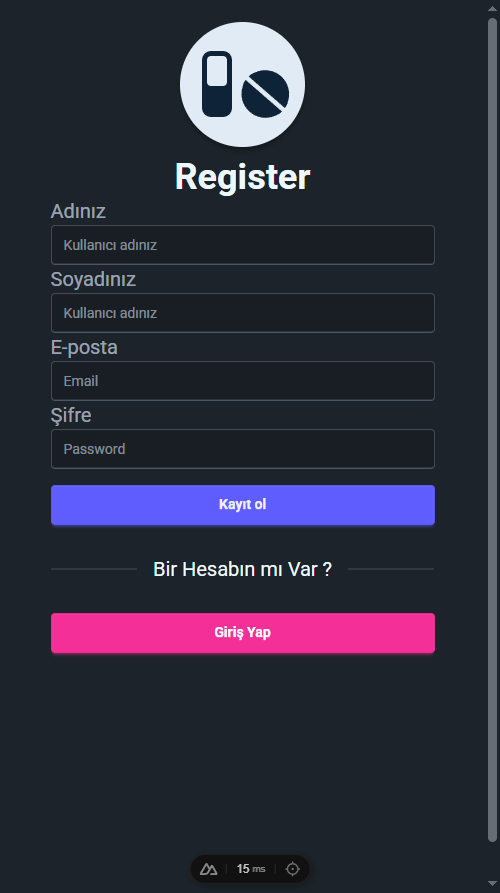 Register
Adınız
Kullanıcı adınız
Soyadınız
Kullanıcı adınız
E-posta
Email
Şifre
Password
Kayıt ol
Bir Hesabın mı Var ?
Giriş Yap
15 ms